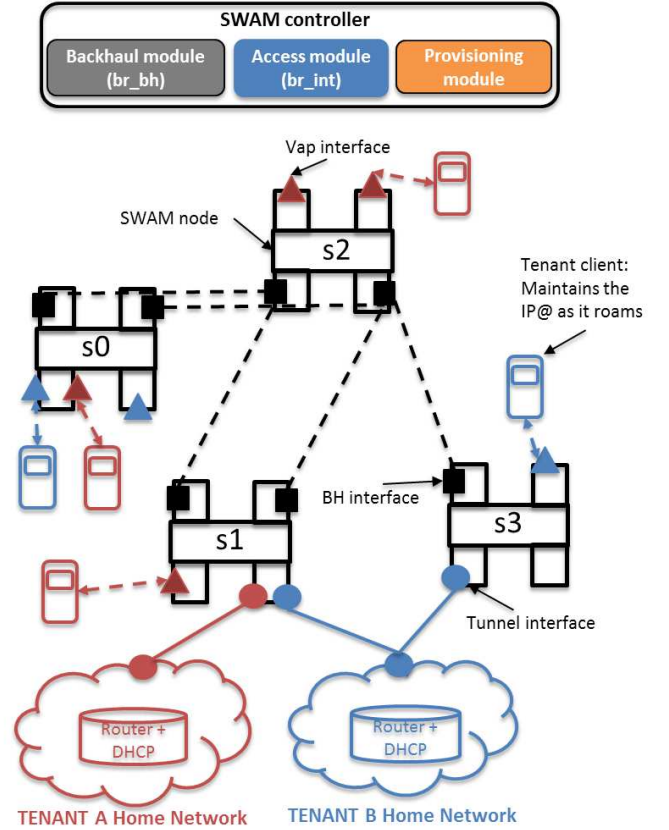 SWAM controller
Backhaul module
(br_bh)
Access module
(br_int)
Provisioning
module
Vap interface
SWAM node
s2
Tenant client:
Maintains the
IP@ as it roams
s0
BH interface
s1
s3
Tunnel interface
Router +
DHCP
Router +
DHCP
TENANT A Home Network
TENANT B Home Network